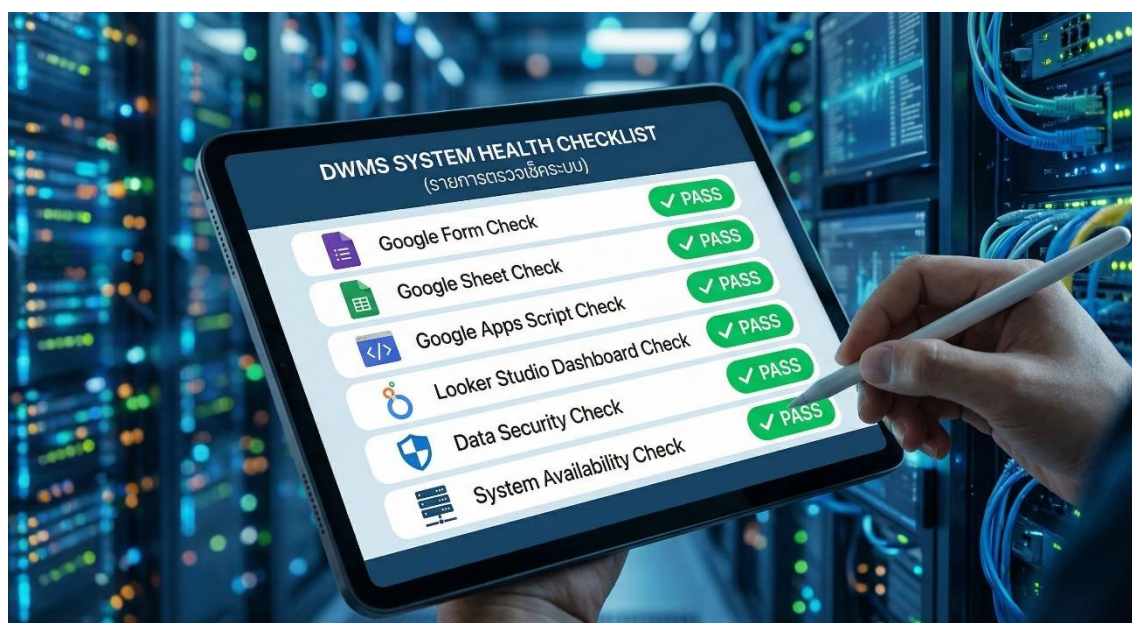 DWMS SYSTEM HEALTH CHECKLIST
(รายการตรวจเช็คระบบ)
Google Form Check ✓ PASS
Google Sheet Check ✓ PASS
Google Apps Script Check ✓ PASS
Looker Studio Dashboard Check ✓ PASS
Data Security Check ✓ PASS
System Availability Check ✓ PASS